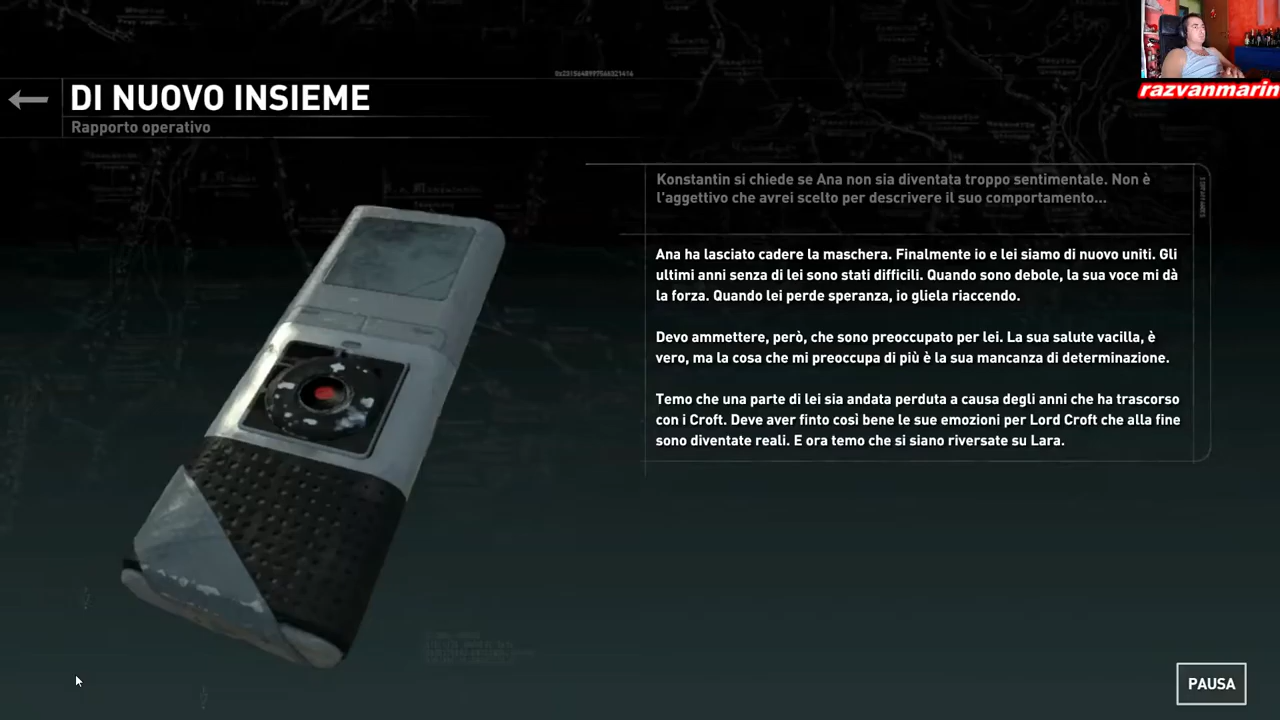 0x2315648997566321416
DI NUOVO INSIEME
Rapporto operativo
razvanmarin
Konstantin si chiede se Ana non sia diventata troppo sentimentale. Non è
l'aggettivo che avrei scelto per descrivere il suo comportamento...
Ana ha lasciato cadere la maschera. Finalmente io e lei siamo di nuovo uniti. Gli
ultimi anni senza di lei sono stati difficili. Quando sono debole, la sua voce mi dà
la forza. Quando lei perde speranza, io gliela riaccendo.
Devo ammettere, però, che sono preoccupato per lei. La sua salute vacilla, è
vero, ma la cosa che mi preoccupa di più è la sua mancanza di determinazione.
Temo che una parte di lei sia andata perduta a causa degli anni che ha trascorso
con i Croft. Deve aver finto così bene le sue emozioni per Lord Croft che alla fine
sono diventate reali. E ora temo che si siano riversate su Lara.
PAUSA